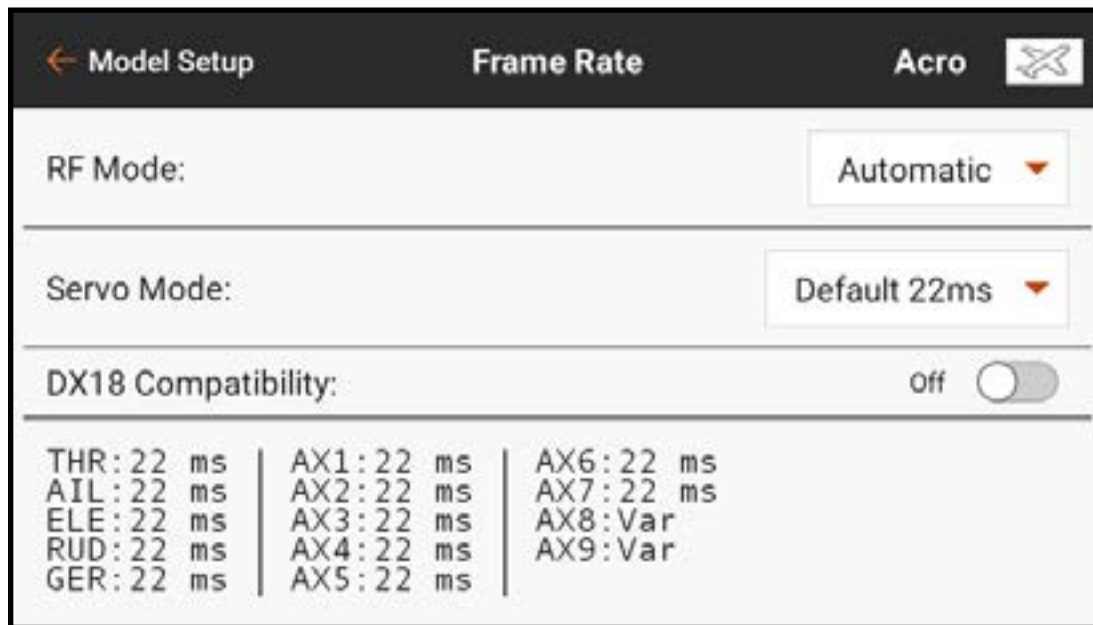 ← Model Setup Frame Rate Acro
RF Mode: Automatic
Servo Mode: Default 22ms
DX18 Compatibility: Off
THR:22 ms | AX1:22 ms | AX6:22 ms
AIL:22 ms | AX2:22 ms | AX7:22 ms
ELE:22 ms | AX3:22 ms | AX8:Var
RUD:22 ms | AX4:22 ms | AX9:Var
GER:22 ms | AX5:22 ms |